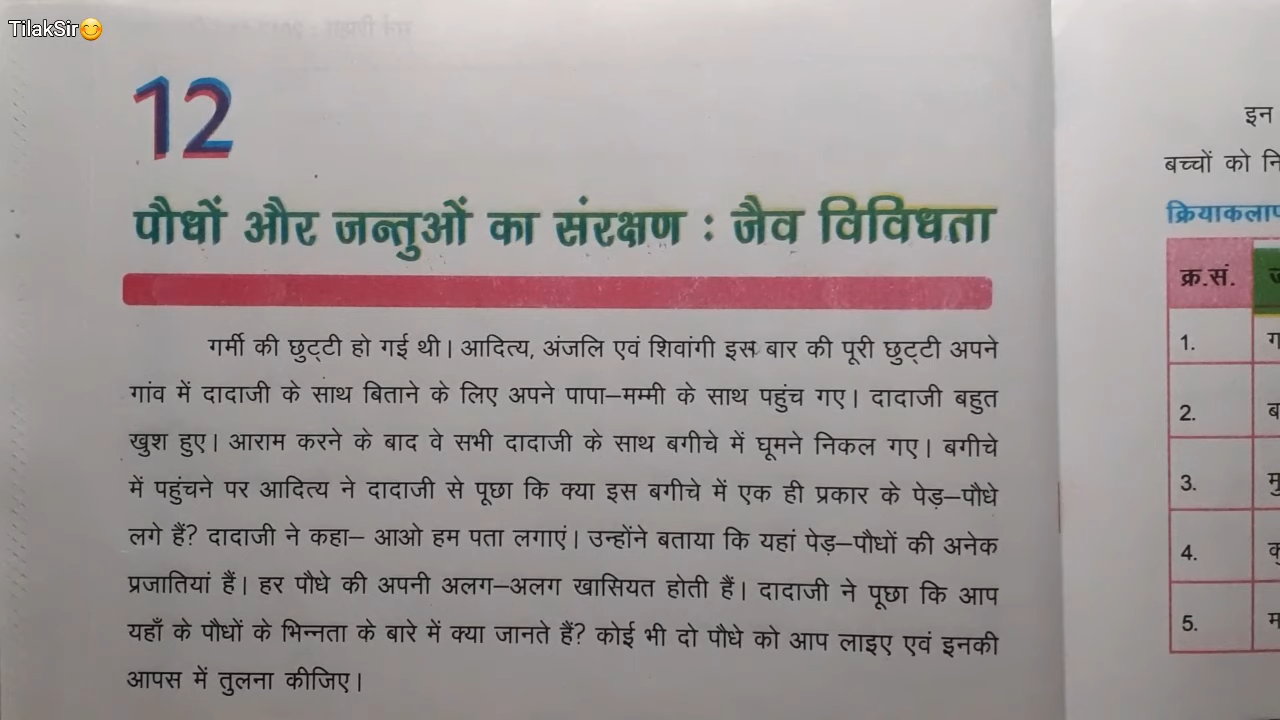 TilakSir😊
12
पौधों और जन्तुओं का संरक्षण : जैव विविधता
गर्मी की छुट्टी हो गई थी। आदित्य, अंजलि एवं शिवांगी इस बार की पूरी छुट्टी अपने
गांव में दादाजी के साथ बिताने के लिए अपने पापा–मम्मी के साथ पहुंच गए। दादाजी बहुत
खुश हुए। आराम करने के बाद वे सभी दादाजी के साथ बगीचे में घूमने निकल गए। बगीचे
में पहुंचने पर आदित्य ने दादाजी से पूछा कि क्या इस बगीचे में एक ही प्रकार के पेड़–पौधे
लगे हैं? दादाजी ने कहा– आओ हम पता लगाएं। उन्होंने बताया कि यहां पेड़–पौधों की अनेक
प्रजातियां हैं। हर पौधे की अपनी अलग–अलग खासियत होती हैं। दादाजी ने पूछा कि आप
यहाँ के पौधों के भिन्नता के बारे में क्या जानते हैं? कोई भी दो पौधे को आप लाइए एवं इनकी
आपस में तुलना कीजिए।
इन
बच्चों को
क्र.सं.
1.
2.
3.
4.
5.